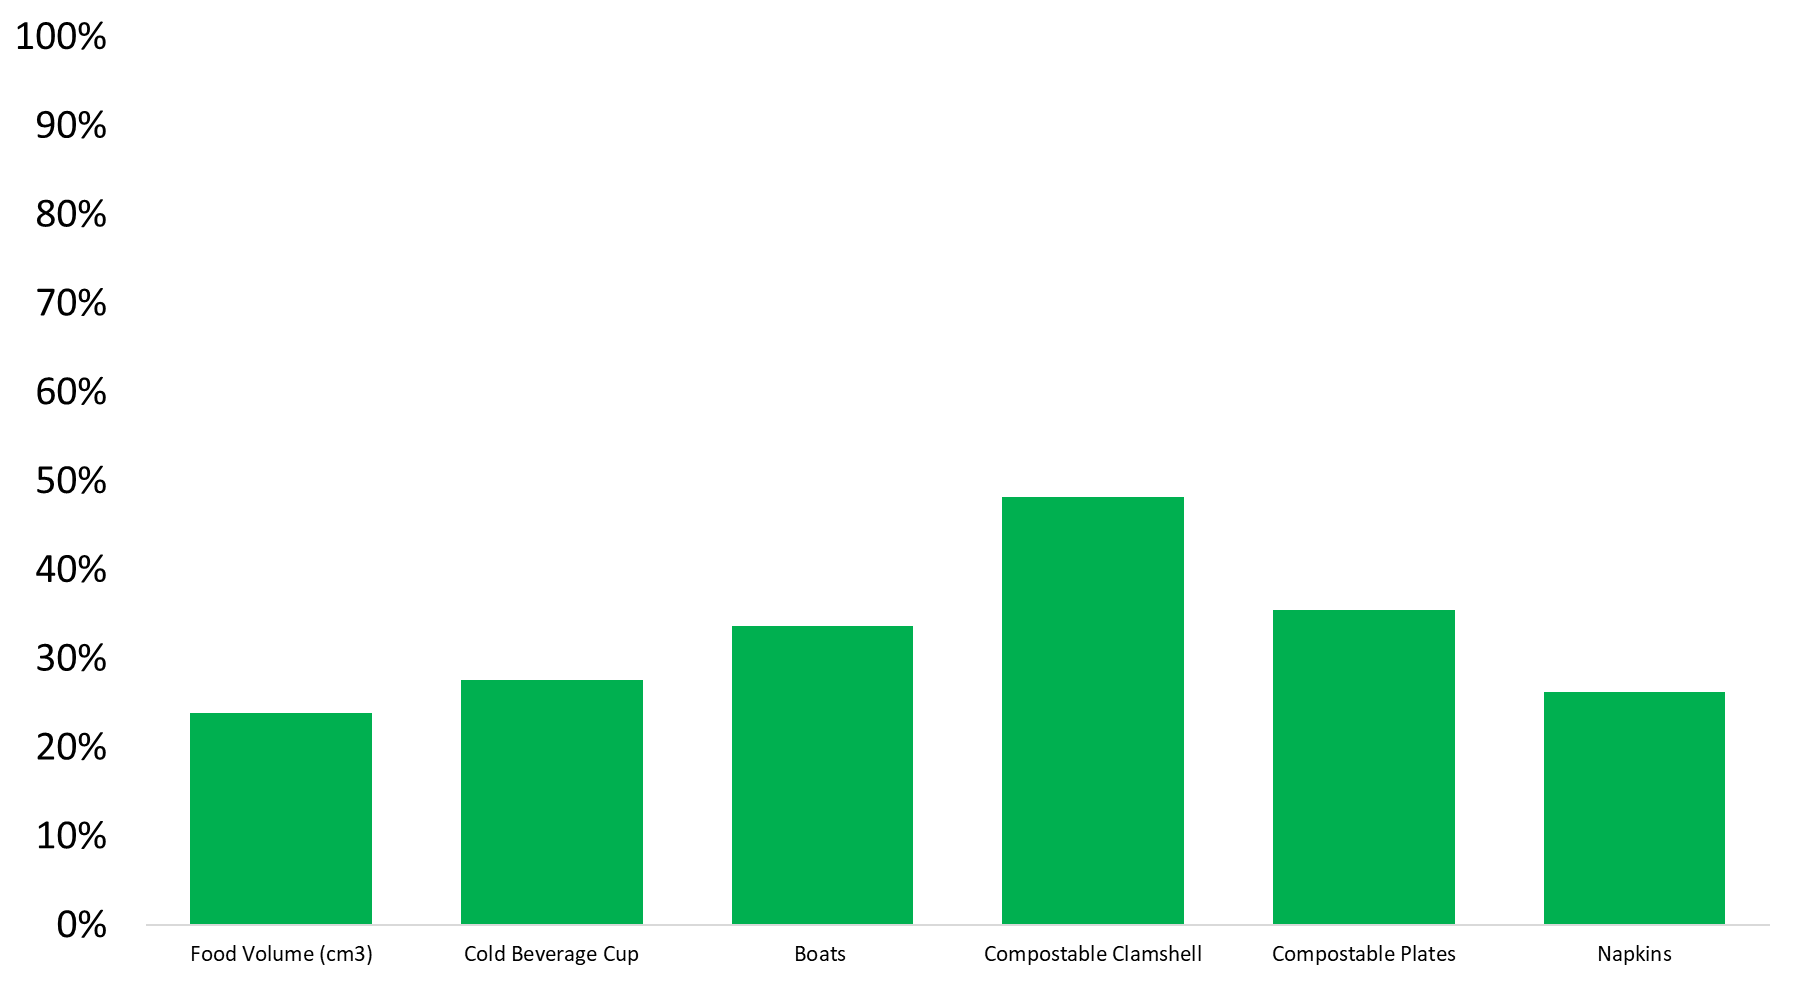 100%
90%
80%
70%
60%
50%
40%
30%
20%
10%
0%
Food Volume (cm3)
Cold Beverage Cup
Boats
Compostable Clamshell
Compostable Plates
Napkins